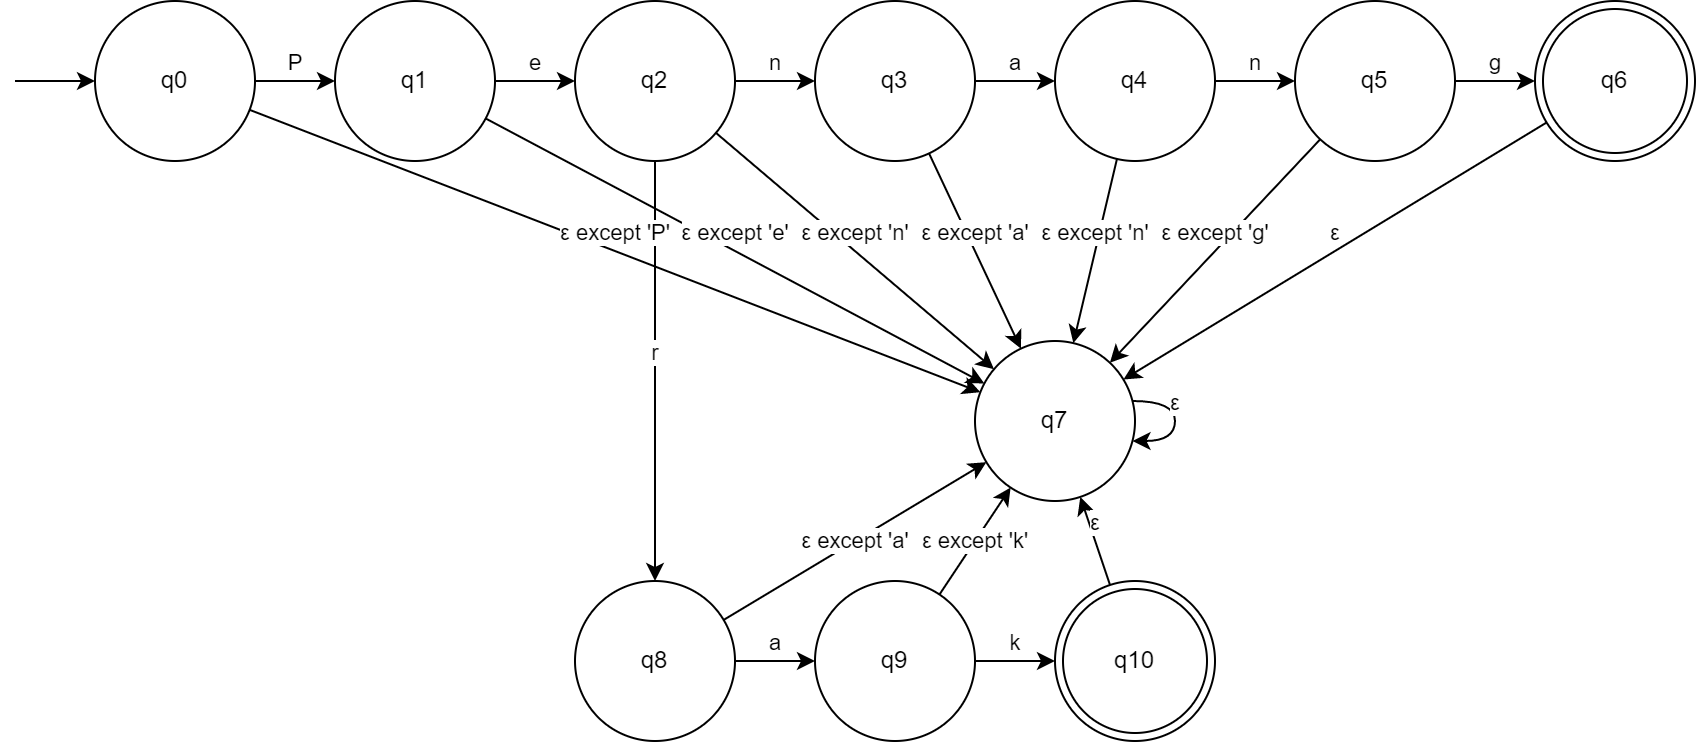 P
e
n
a
n
g
q0
q1
q2
q3
q4
q5
q6
ε except 'P'
ε except 'e'
ε except 'n'
ε except 'a'
ε except 'n'
ε except 'g'
ε
r
q7
ε
ε except 'a'
ε except 'k'
ε
a
k
q8
q9
q10